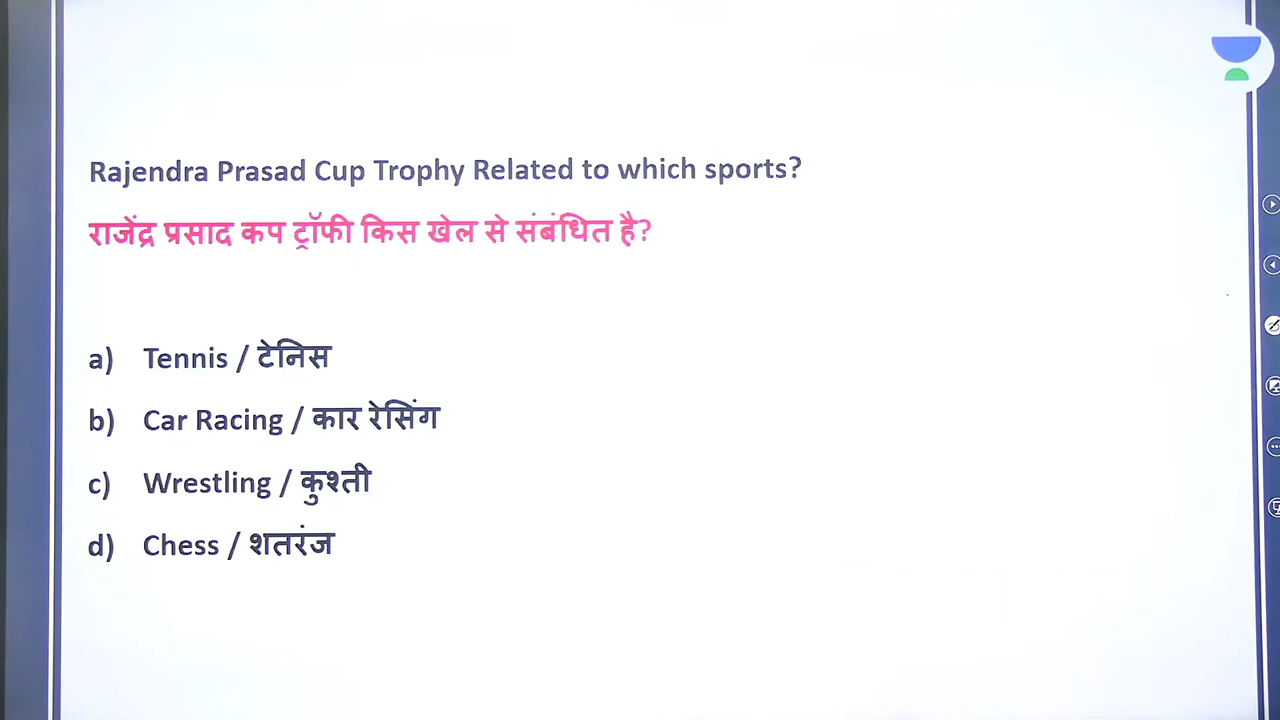 Rajendra Prasad Cup Trophy Related to which sports?
राजेंद्र प्रसाद कप ट्रॉफी किस खेल से संबंधित है?
a) Tennis / टेनिस
b) Car Racing / कार रेसिंग
c) Wrestling / कुश्ती
d) Chess / शतरंज